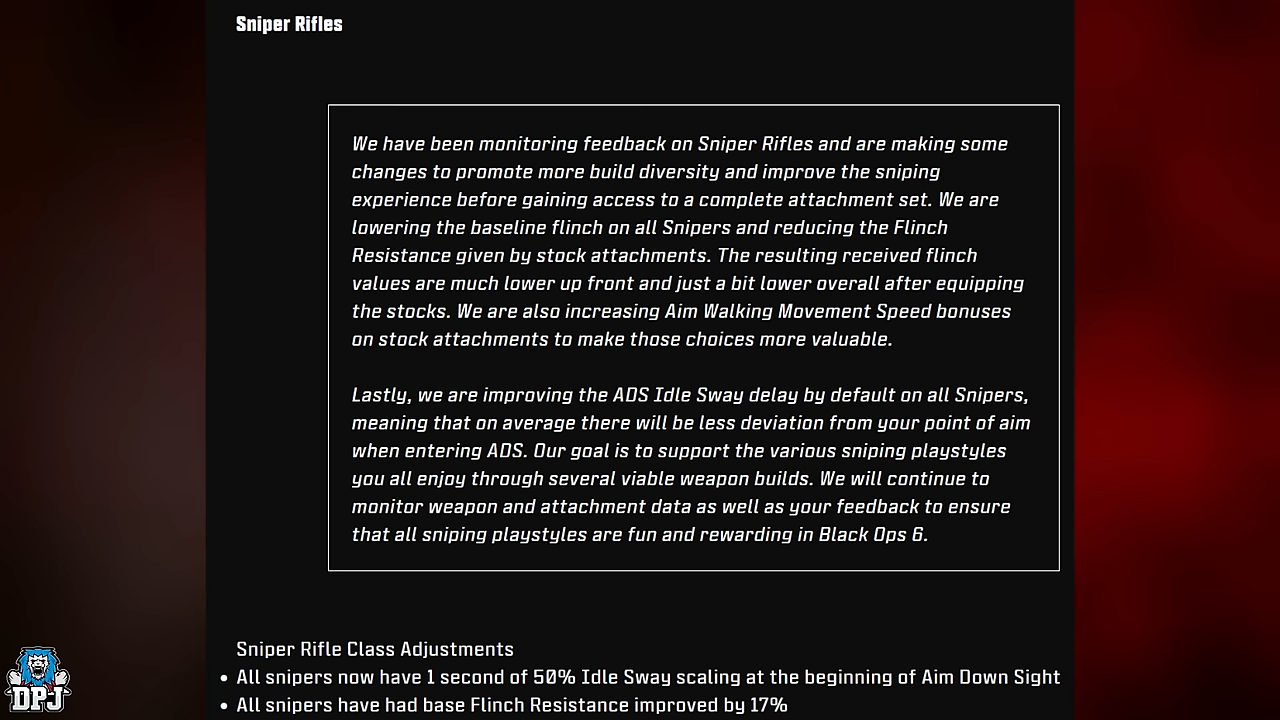 Sniper Rifles
We have been monitoring feedback on Sniper Rifles and are making some
changes to promote more build diversity and improve the sniping
experience before gaining access to a complete attachment set. We are
lowering the baseline flinch on all Snipers and reducing the Flinch
Resistance given by stock attachments. The resulting received flinch
values are much lower up front and just a bit lower overall after equipping
the stocks. We are also increasing Aim Walking Movement Speed bonuses
on stock attachments to make those choices more valuable.
Lastly, we are improving the ADS Idle Sway delay by default on all Snipers,
meaning that on average there will be less deviation from your point of aim
when entering ADS. Our goal is to support the various sniping playstyles
you all enjoy through several viable weapon builds. We will continue to
monitor weapon and attachment data as well as your feedback to ensure
that all sniping playstyles are fun and rewarding in Black Ops 6.
Sniper Rifle Class Adjustments
• All snipers now have 1 second of 50% Idle Sway scaling at the beginning of Aim Down Sight
• All snipers have had base Flinch Resistance improved by 17%
DPJ